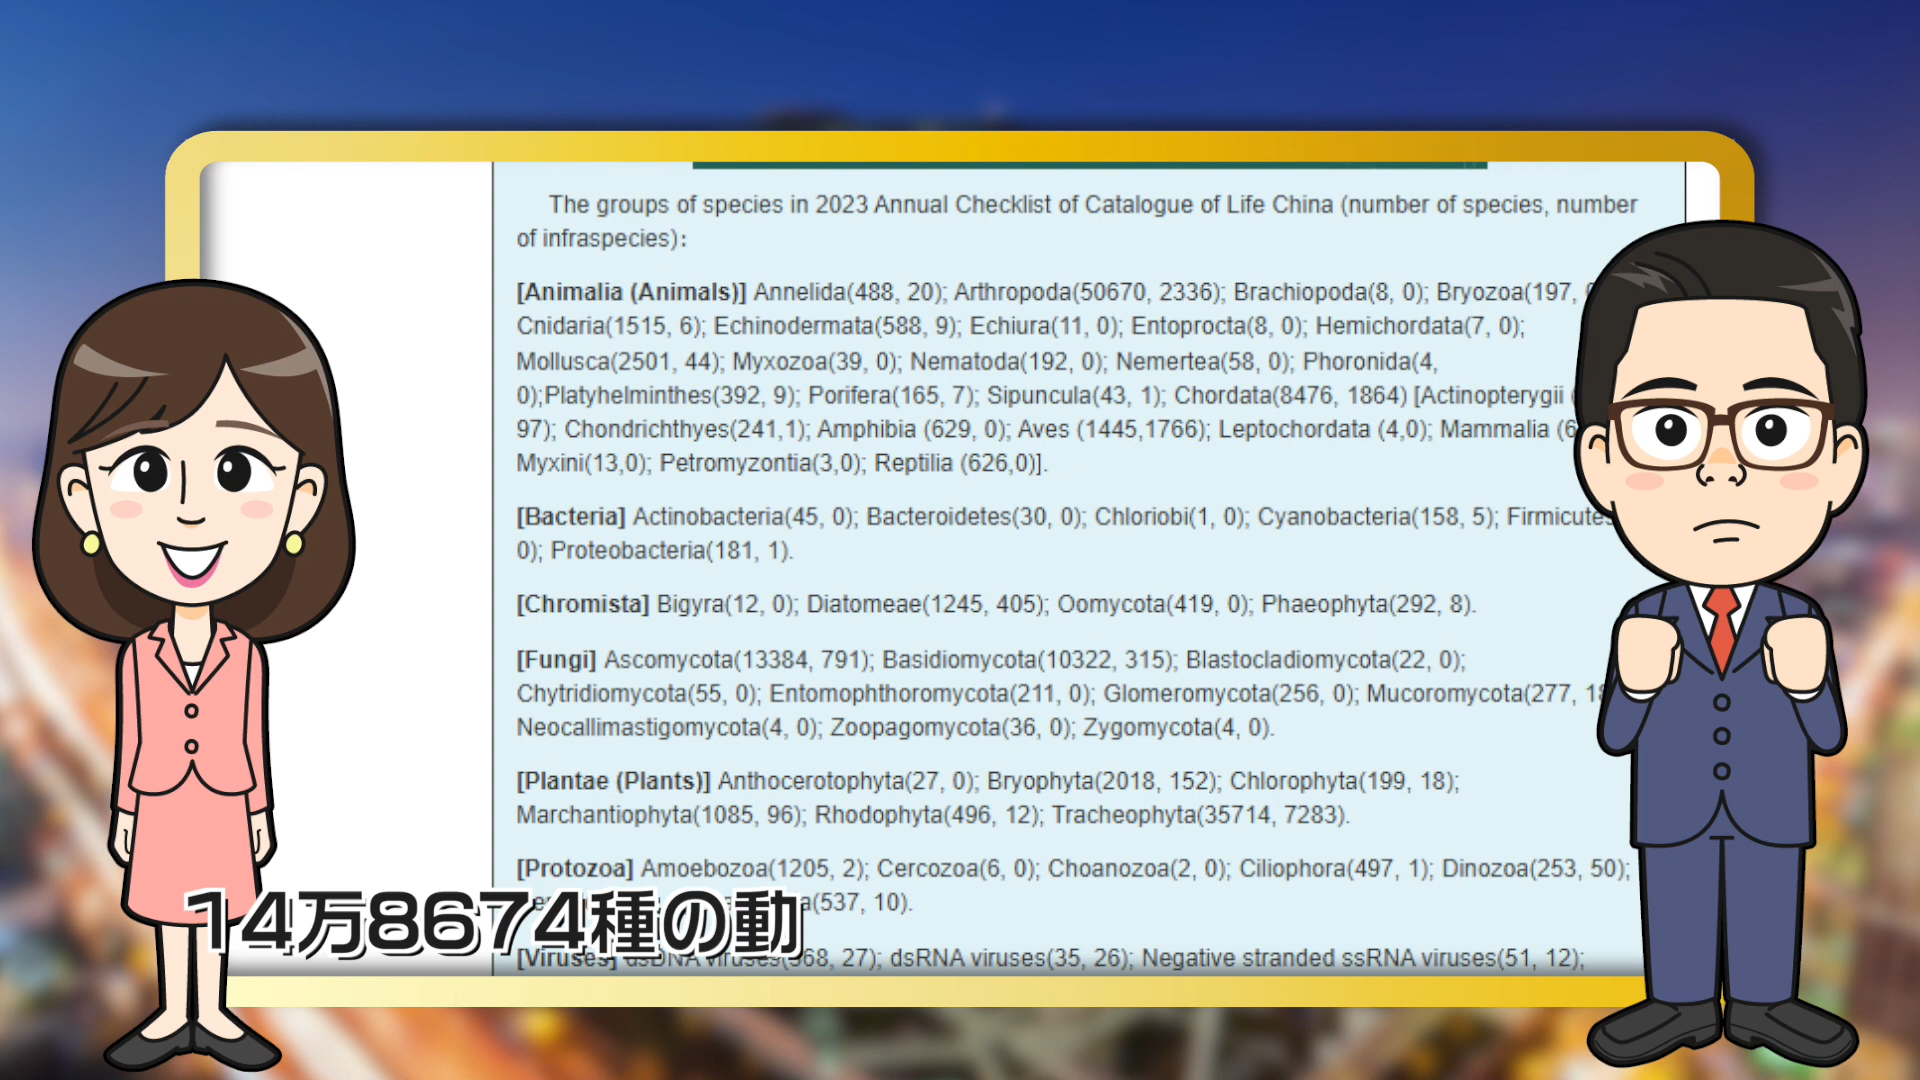 The groups of species in 2023 Annual Checklist of Catalogue of Life China (number of species, number
of infraspecies):
[Animalia (Animals)] Annelida(488, 20); Arthropoda(50670, 2336); Brachiopoda(8, 0); Bryozoa(197,
Cnidaria(1515, 6); Echinodermata(588, 9); Echiura(11, 0); Entoprocta(8, 0); Hemichordata(7, 0);
Mollusca(2501, 44); Myxozoa(39, 0); Nematoda(192, 0); Nemertea(58, 0); Phoronida(4,
0);Platyhelminthes(392, 9); Porifera(165, 7); Sipuncula(43, 1); Chordata(8476, 1864) [Actinopterygii
97); Chondrichthyes(241,1); Amphibia (629, 0); Aves (1445,1766); Leptochordata (4,0); Mammalia
Myxini(13,0); Petromyzontia(3,0); Reptilia (626,0)].
[Bacteria] Actinobacteria(45, 0); Bacteroidetes(30, 0); Chloriobi(1, 0); Cyanobacteria(158, 5); Firmicutes
0); Proteobacteria(181, 1).
[Chromista] Bigyra(12, 0); Diatomeae(1245, 405); Oomycota(419, 0); Phaeophyta(292, 8).
[Fungi] Ascomycota(13384, 791); Basidiomycota(10322, 315); Blastocladiomycota(22, 0);
Chytridiomycota(55, 0); Entomophthoromycota(211, 0); Glomeromycota(256, 0); Mucoromycota(277,
Neocallimastigomycota(4, 0); Zoopagomycota(36, 0); Zygomycota(4, 0).
[Plantae (Plants)] Anthocerotophyta(27, 0); Bryophyta(2018, 152); Chlorophyta(199, 18);
Marchantiophyta(1085, 96); Rhodophyta(496, 12); Tracheophyta(35714, 7283).
[Protozoa] Amoebozoa(1205, 2); Cercozoa(6, 0); Choanozoa(2, 0); Ciliophora(497, 1); Dinozoa(253, 50);
(537, 10).
14万8674種の動
[Viruses] dsDNA viruses 27); dsRNA viruses(35, 26); Negative stranded ssRNA viruses(51, 12);